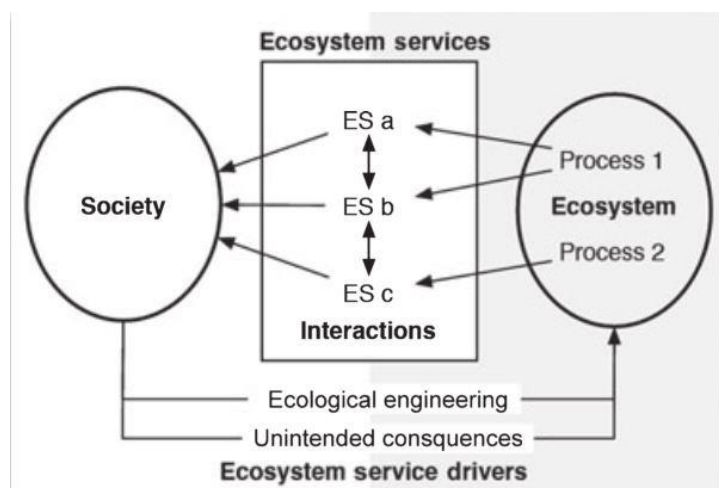 Ecosystem services
ES a
Process 1
Society
ES b
Ecosystem
Process 2
ES c
Interactions
Ecological engineering
Unintended consquences
Ecosystem service drivers